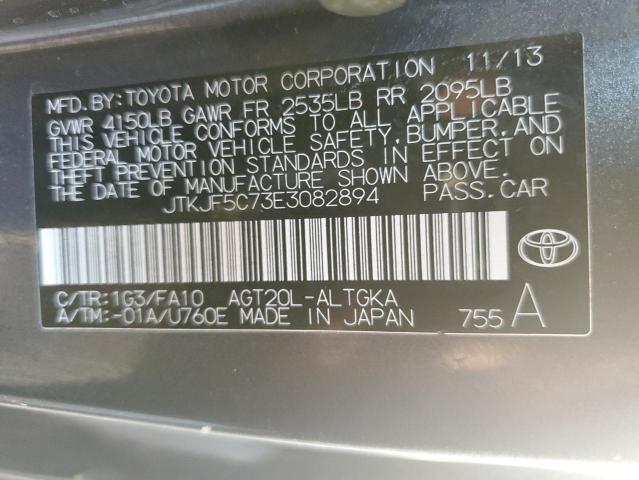 MFD.BY:TOYOTA MOTOR CORPORATION 11/13
GVWR 4150LB GAWR FR 2535LB RR 2095LB
THIS VEHICLE CONFORMS TO ALL APPLICABLE
FEDERAL MOTOR VEHICLE SAFETY,BUMPER,AND
THEFT PREVENTION STANDARDS IN EFFECT ON
THE DATE OF MANUFACTURE SHOWN ABOVE.
JTKJF5C73E3082894 PASS.CAR
C/TR:1G3/FA10 AGT20L-ALTGKA
A/TM:-01A/U760E MADE IN JAPAN 755A